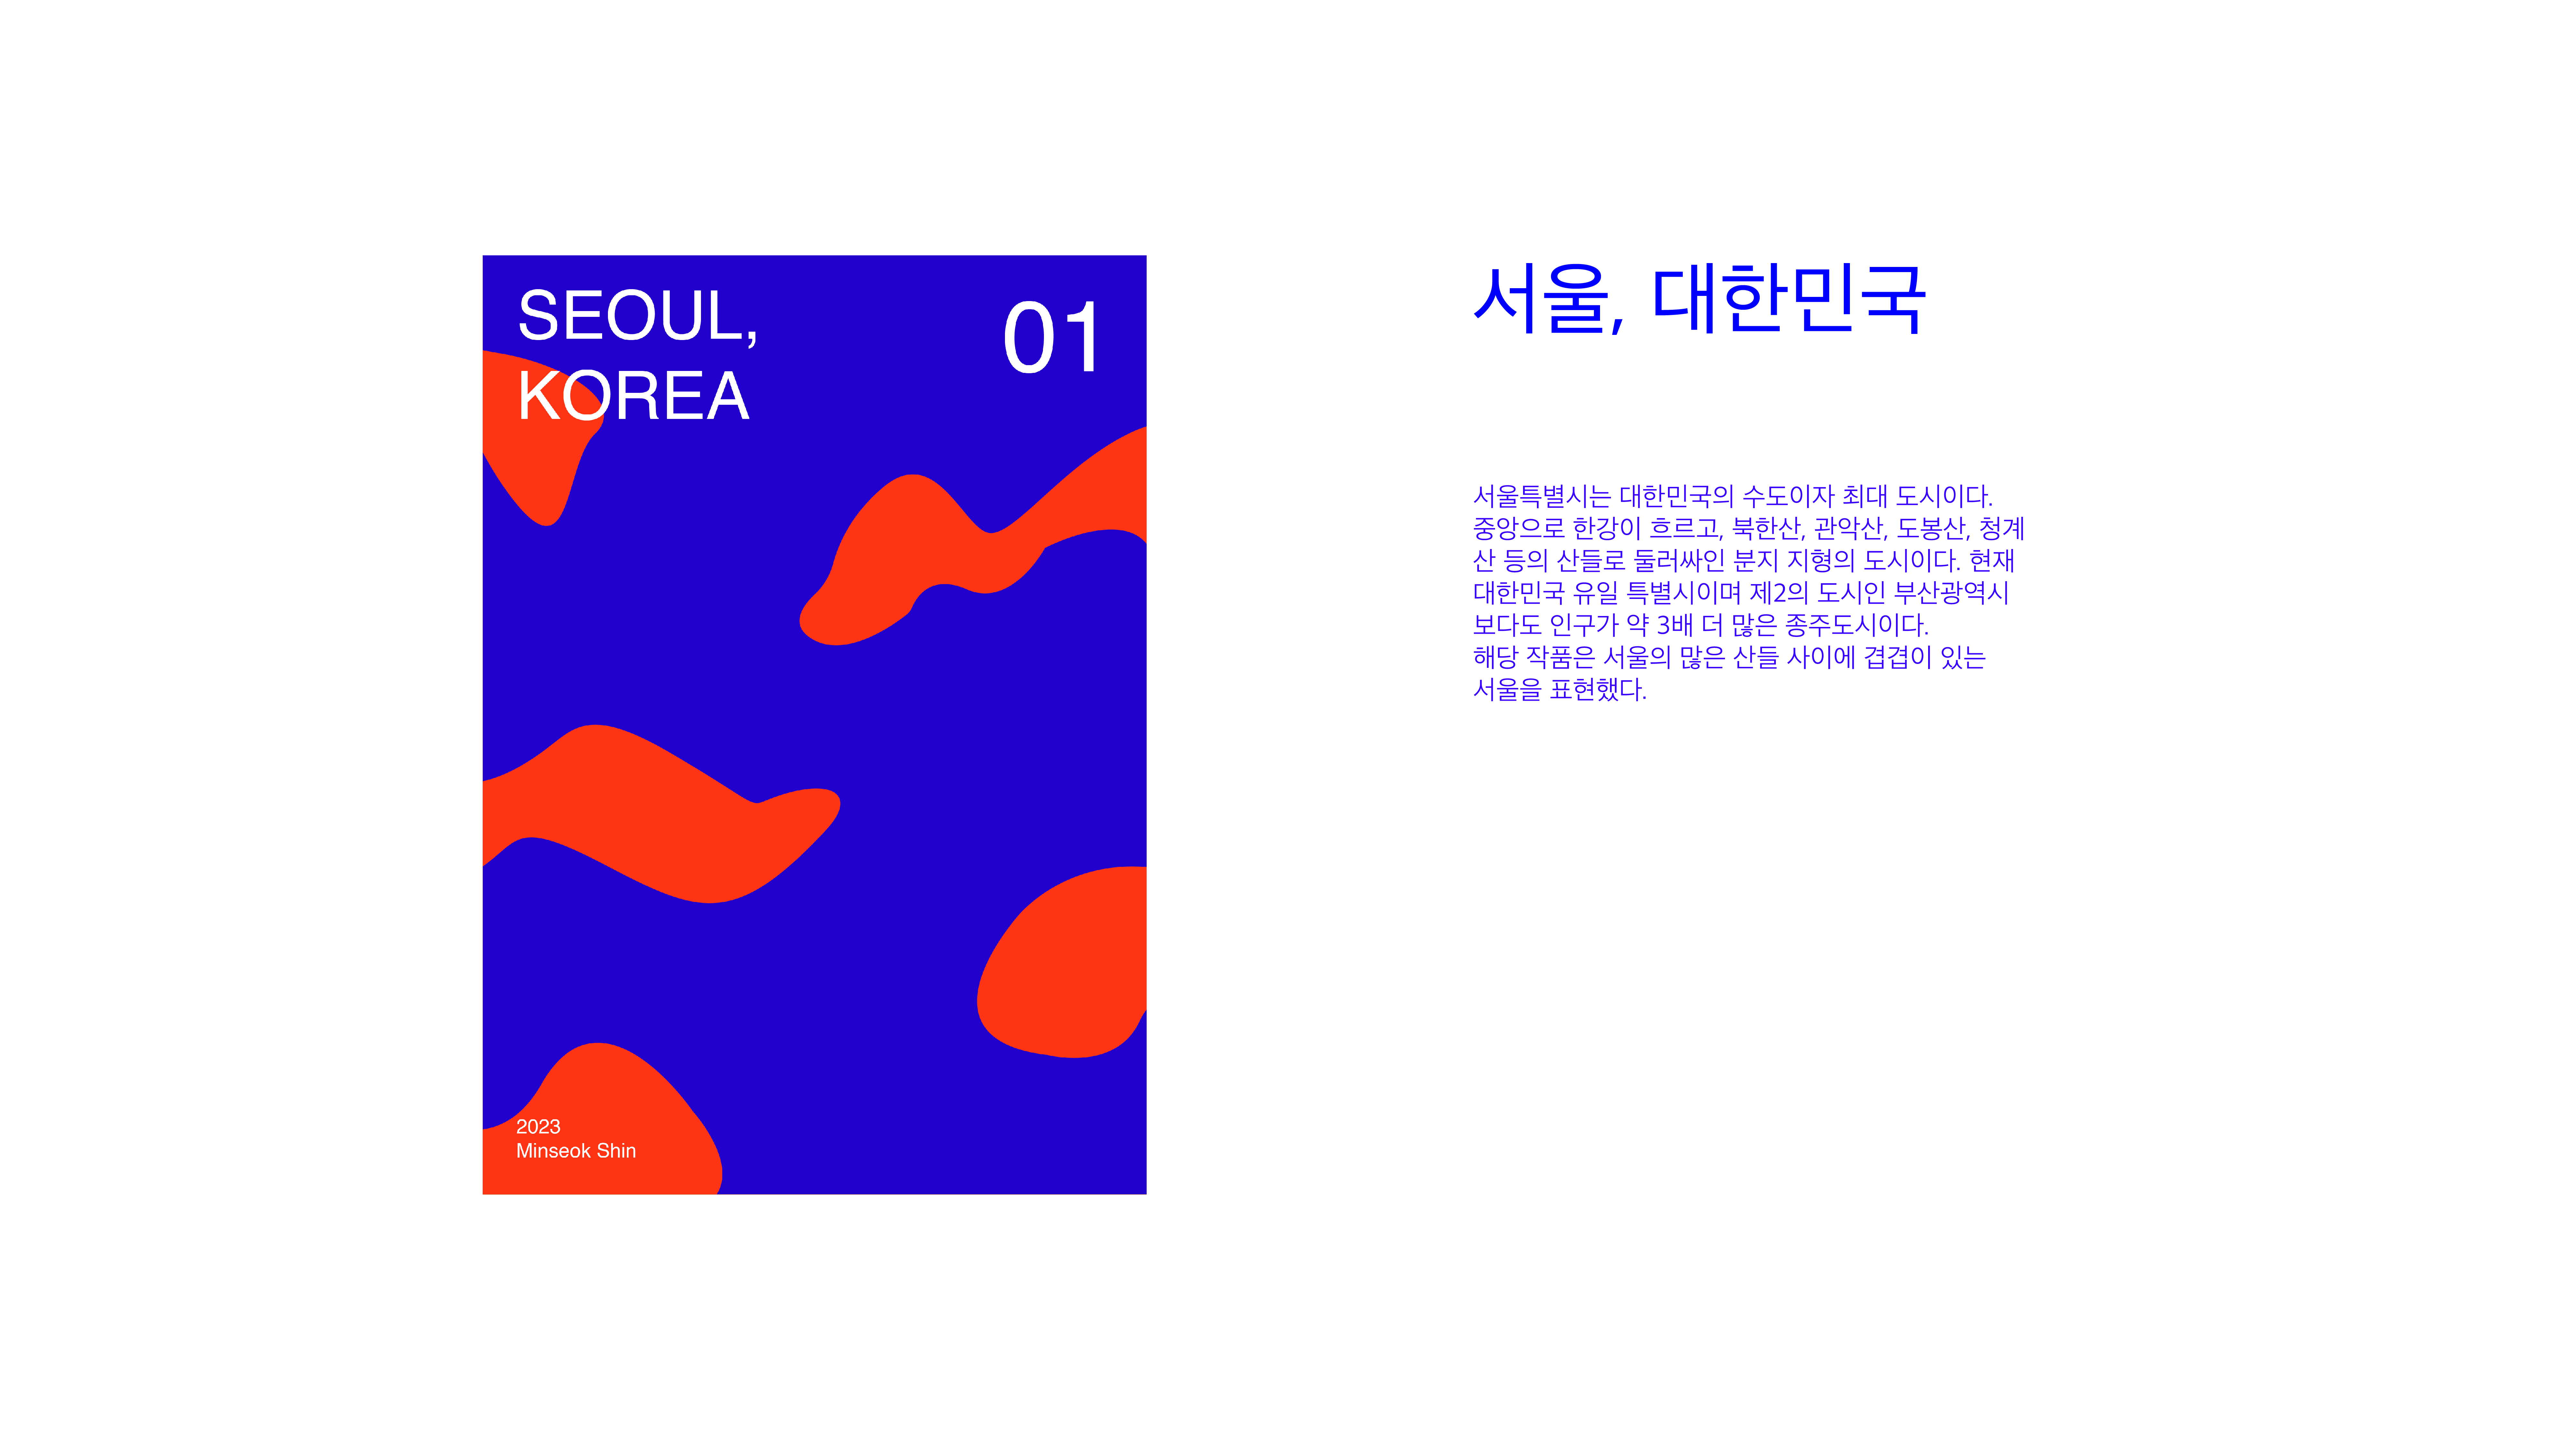 SEOUL,
KOREA
01
2023
Minseok Shin
서울, 대한민국
서울특별시는 대한민국의 수도이자 최대 도시이다.
중앙으로 한강이 흐르고, 북한산, 관악산, 도봉산, 청계
산 등의 산들로 둘러싸인 분지 지형의 도시이다. 현재
대한민국 유일 특별시이며 제2의 도시인 부산광역시
보다도 인구가 약 3배 더 많은 종주도시이다.
해당 작품은 서울의 많은 산들 사이에 겹겹이 있는
서울을 표현했다.